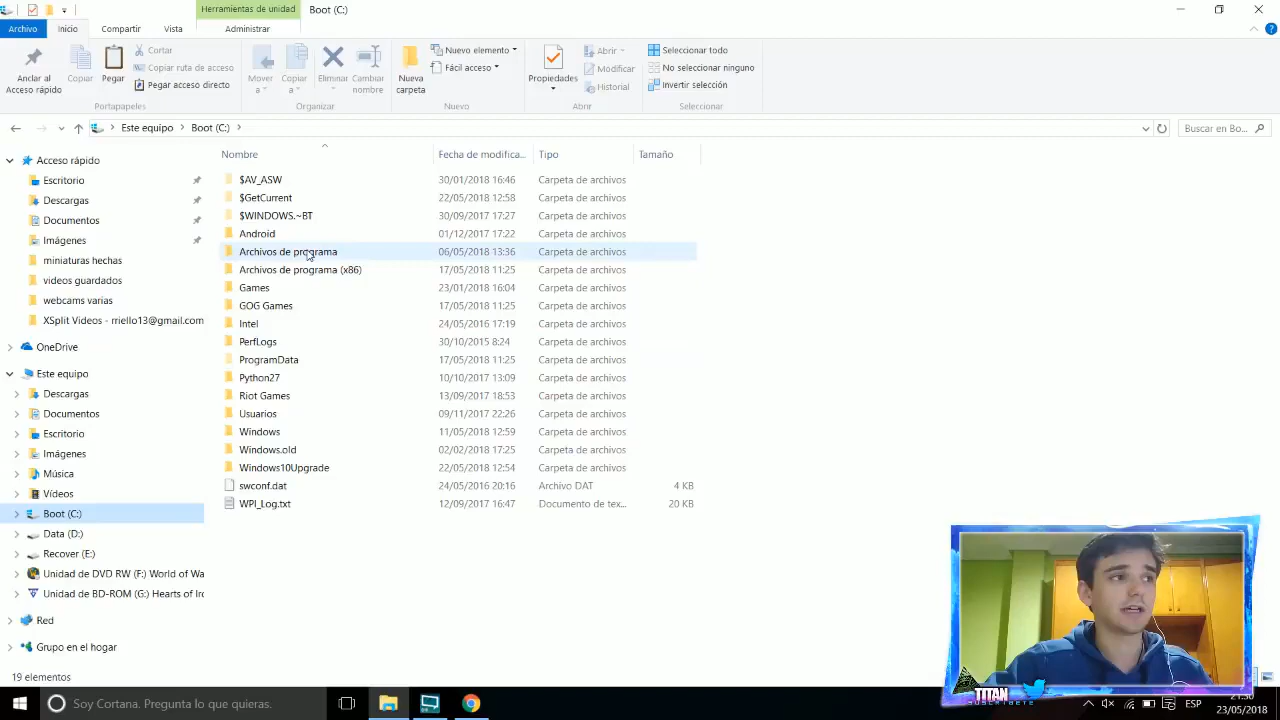 Herramientas de unidad
Boot (C:)
Archivo
Inicio
Compartir
Vista
Administrar
Anclar al Acceso rápido
Copiar
Pegar
Cortar
Copiar ruta de acceso
Pegar acceso directo
Portapapeles
Mover a
Copiar a
Eliminar
Cambiar nombre
Organizar
Nueva carpeta
Nuevo elemento
Fácil acceso
Nuevo
Propiedades
Abrir
Modificar
Historial
Abrir
Seleccionar todo
No seleccionar ninguno
Invertir selección
Seleccionar
Este equipo > Boot (C:) >
Buscar en Bo...
Nombre Fecha de modifica... Tipo Tamaño
$AV_ASW 30/01/2018 16:46 Carpeta de archivos
$GetCurrent 22/05/2018 12:58 Carpeta de archivos
$WINDOWS.~BT 30/09/2017 17:27 Carpeta de archivos
Android 01/12/2017 17:22 Carpeta de archivos
Archivos de programa 06/05/2018 13:36 Carpeta de archivos
Archivos de programa (x86) 17/05/2018 11:25 Carpeta de archivos
Games 23/01/2018 16:04 Carpeta de archivos
GOG Games 17/05/2018 11:25 Carpeta de archivos
Intel 24/05/2016 17:19 Carpeta de archivos
PerfLogs 30/10/2015 8:24 Carpeta de archivos
ProgramData 17/05/2018 11:25 Carpeta de archivos
Python27 10/10/2017 13:09 Carpeta de archivos
Riot Games 13/09/2017 18:53 Carpeta de archivos
Usuarios 09/11/2017 22:26 Carpeta de archivos
Windows 11/05/2018 12:59 Carpeta de archivos
Windows.old 02/02/2018 17:25 Carpeta de archivos
Windows10Upgrade 22/05/2018 12:54 Carpeta de archivos
swconf.dat 24/05/2016 20:16 Archivo DAT 4 KB
WPI_Log.txt 12/09/2017 16:47 Documento de tex... 20 KB
Acceso rápido
Escritorio
Descargas
Documentos
Imágenes
miniaturas hechas
videos guardados
webcams varias
XSplit Videos - rriello13@gmail.com
OneDrive
Este equipo
Descargas
Documentos
Escritorio
Imágenes
Música
Vídeos
Boot (C:)
Data (D:)
Recover (E:)
Unidad de DVD RW (F:) World of Wa
Unidad de BD-ROM (G:) Hearts of Iro
Red
Grupo en el hogar
19 elementos
TITAN
SUSCRIBETE
Soy Cortana. Pregunta lo que quieras.
ESP
21:50
23/05/2018